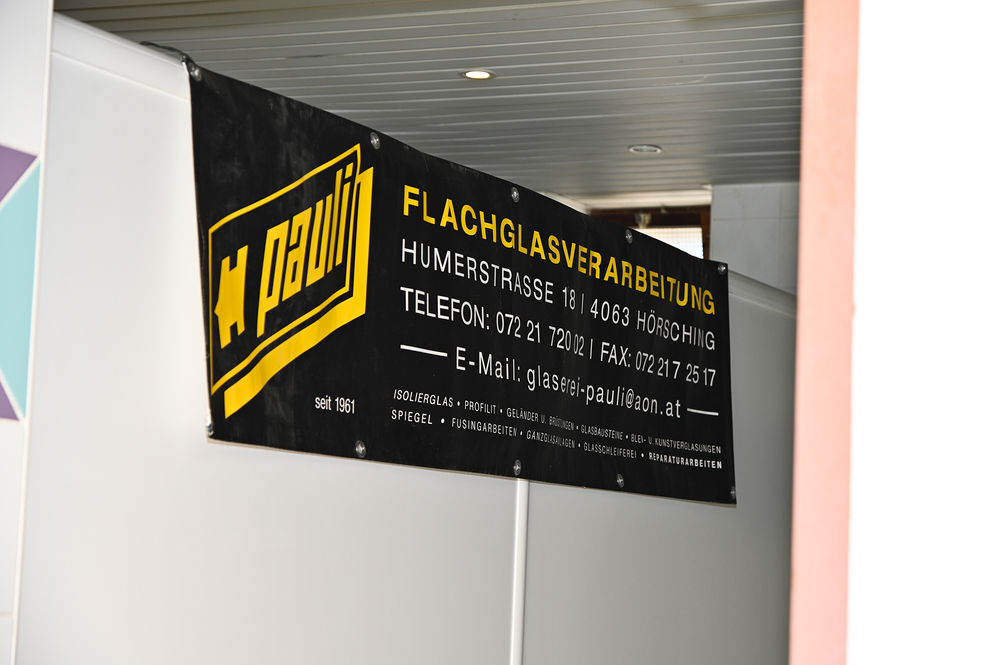 H pauli
seit 1961
FLACHGLASVERARBEITUNG
HUMERSTRASSE 18 | 4063 HÖRSCHING
TELEFON: 072 21 720 02 | FAX: 072 21 7 25 17
E-Mail: glaserei-pauli@aon.at
ISOLIERGLAS • PROFILIT • GELÄNDER U. BRÜSTUNGEN • GLASBAUSTEINE • BLEI- U. KUNSTVERGLASUNGEN
SPIEGEL • FUSINGARBEITEN • GANZGLASANLAGEN • GLASSCHLEIFEREI • REPARATURARBEITEN